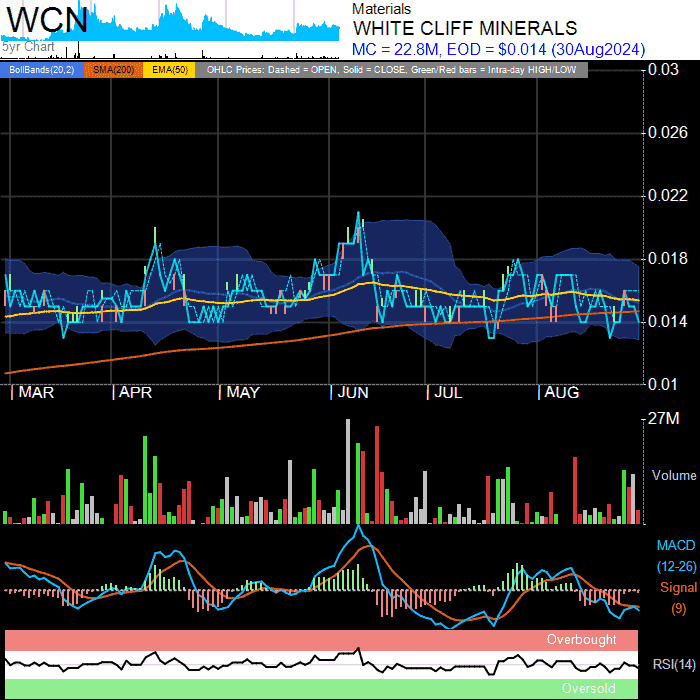 WCN
5yr Chart
Materials
WHITE CLIFF MINERALS
MC = 22.8M, EOD = $0.014 (30Aug2024)
BollBands(20,2) SMA(200) EMA(50) OHLC Prices: Dashed = OPEN, Solid = CLOSE, Green/Red bars = Intra-day HIGH/LOW
0.03
0.026
0.022
0.018
0.014
0.01
MAR APR MAY JUN JUL AUG
27M
Volume
MACD
(12-26)
Signal
(9)
Overbought
RSI(14)
Oversold